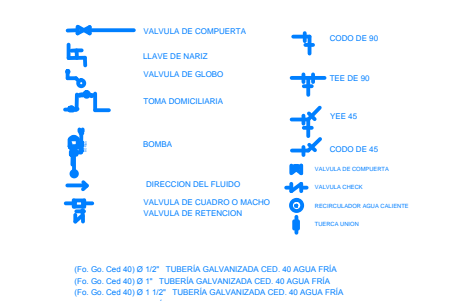 VALVULA DE COMPUERTA
LLAVE DE NARIZ
VALVULA DE GLOBO
TOMA DOMICILIARIA
BOMBA
DIRECCION DEL FLUIDO
VALVULA DE CUADRO O MACHO
VALVULA DE RETENCION
CODO DE 90
TEE DE 90
YEE 45
CODO DE 45
VALVULA DE COMPUERTA
VALVULA CHECK
RECIRCULADOR AGUA CALIENTE
TUERCA UNION
(Fo. Go. Ced 40) Ø 1/2" TUBERÍA GALVANIZADA CED. 40 AGUA FRÍA
(Fo. Go. Ced 40) Ø 1" TUBERÍA GALVANIZADA CED. 40 AGUA FRÍA
(Fo. Go. Ced 40) Ø 1 1/2" TUBERÍA GALVANIZADA CED. 40 AGUA FRÍA